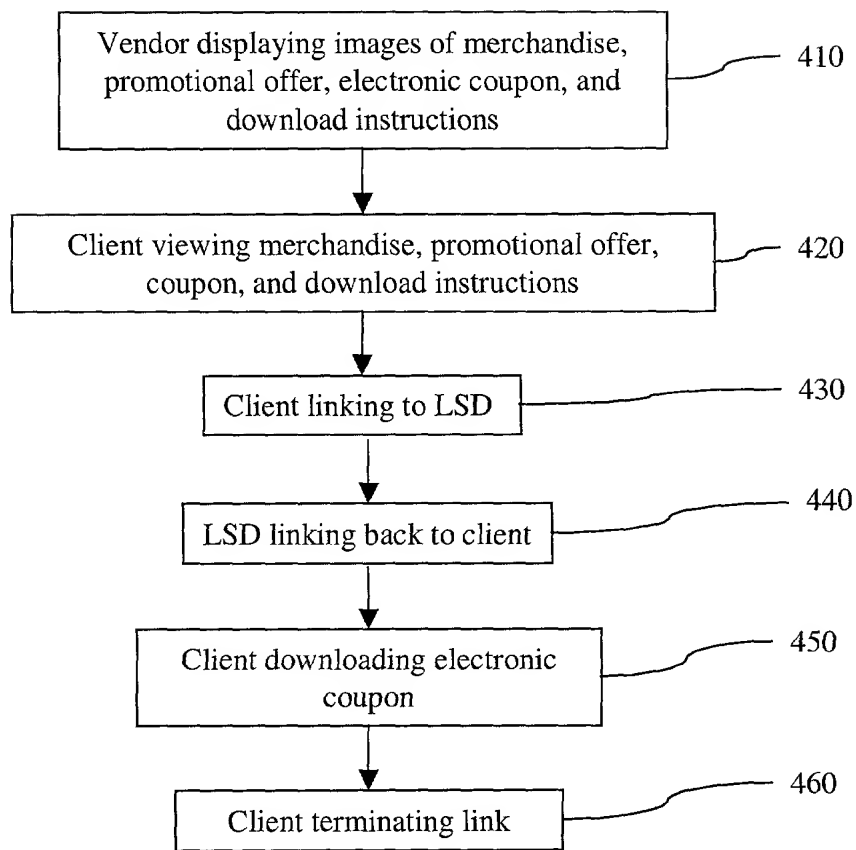 Vendor displaying images of merchandise,
promotional offer, electronic coupon, and
download instructions
410
Client viewing merchandise, promotional offer,
coupon, and download instructions
420
Client linking to LSD
430
LSD linking back to client
440
Client downloading electronic
coupon
450
Client terminating link
460